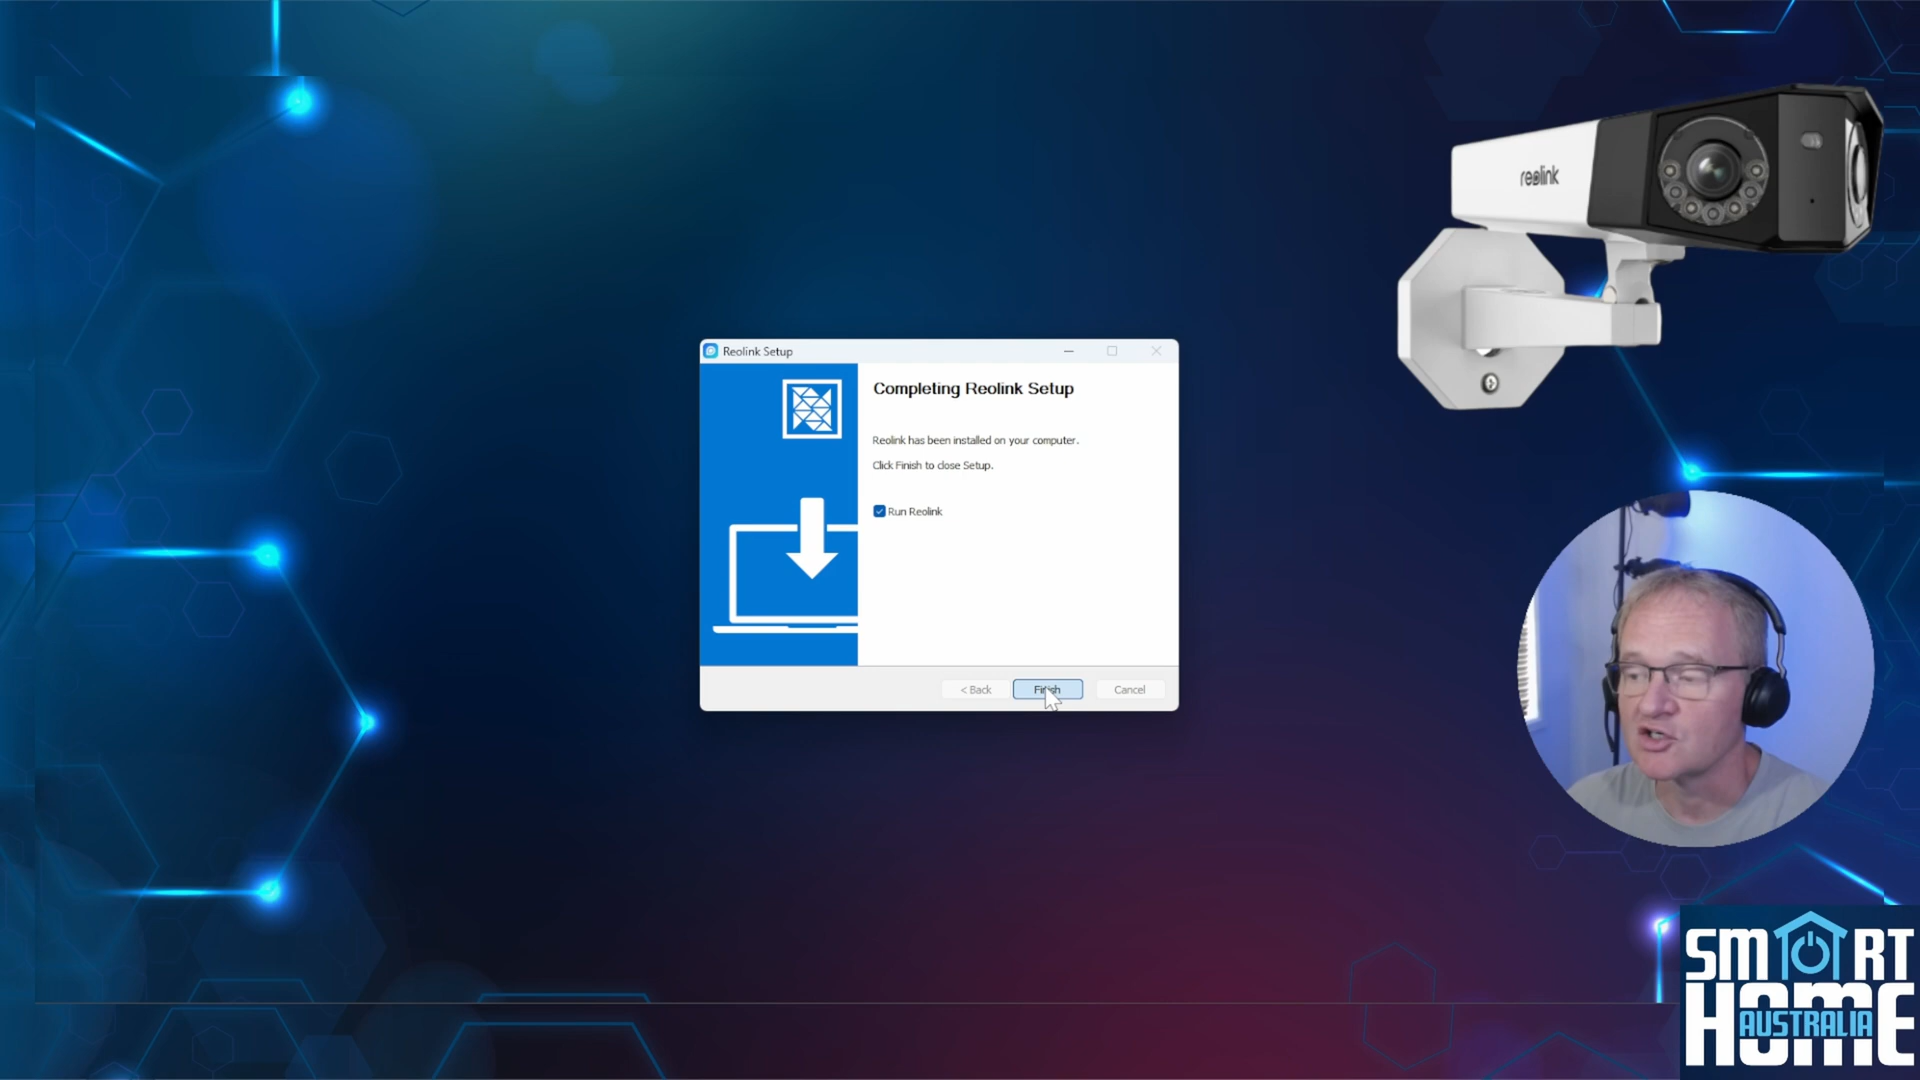 reolink
Reolink Setup
Completing Reolink Setup
Reolink has been installed on your computer.
Click Finish to close Setup.
Run Reolink
< Back
Finish
Cancel
SMART
HOME
AUSTRALIA